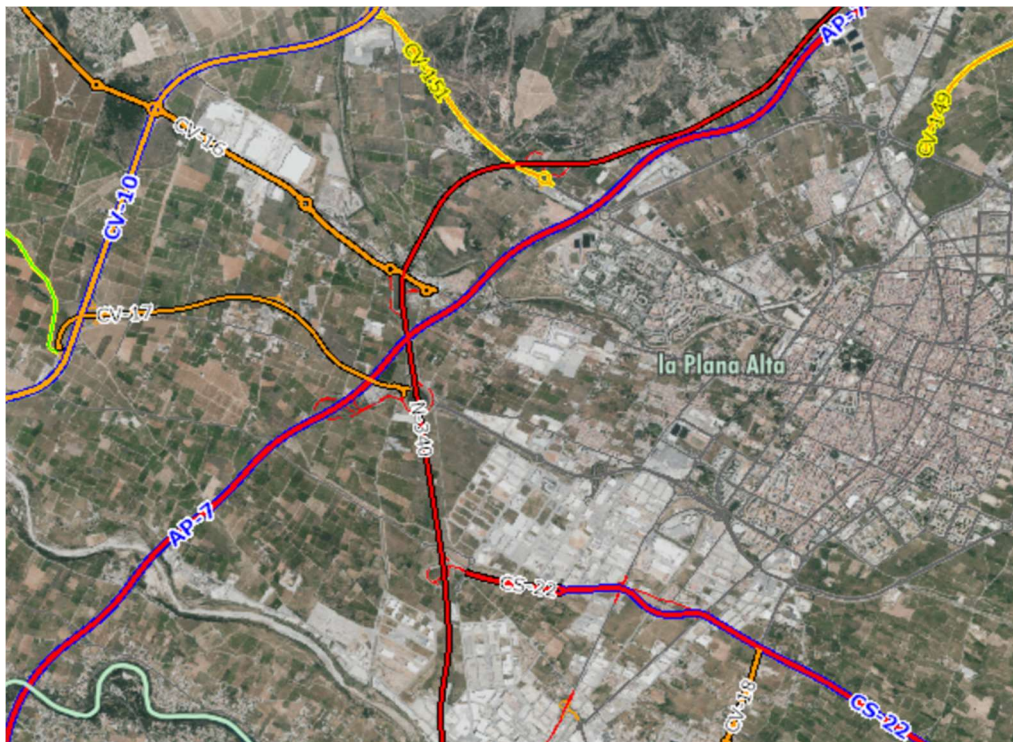 AP-7
CV-151
CV-149
CV-16
CV-10
CV-17
la Plana Alta
N-340
AP-7
CS-22
CV-18
CS-22